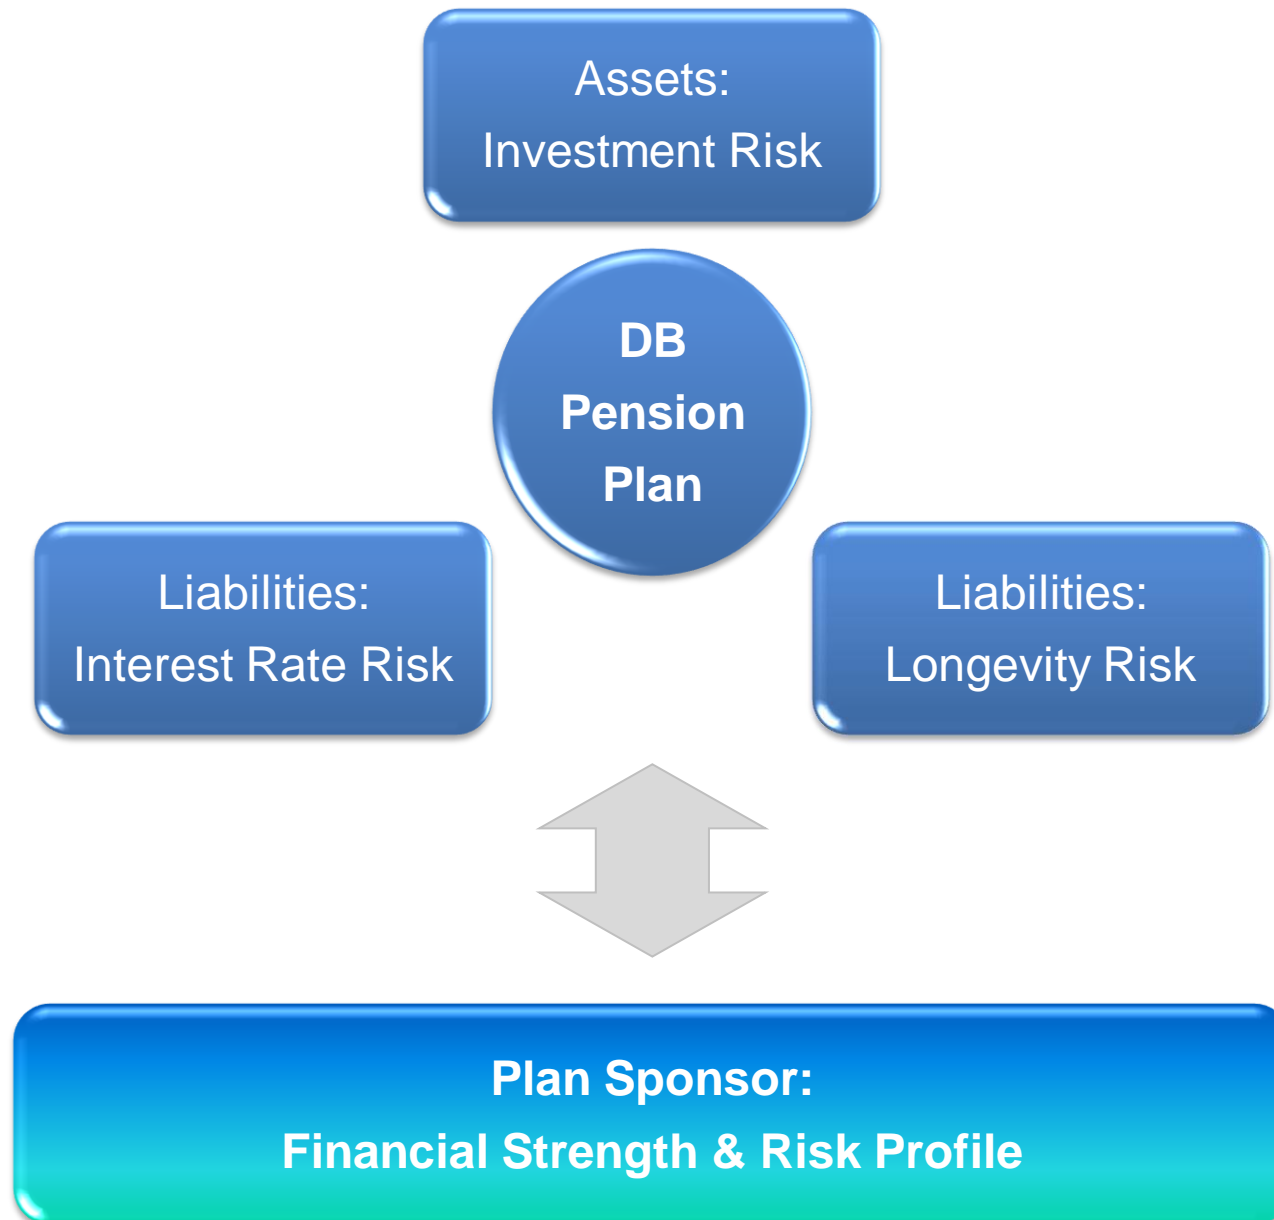 Assets:
Investment Risk
DB
Pension
Plan
Liabilities:
Interest Rate Risk
Liabilities:
Longevity Risk
Plan Sponsor:
Financial Strength & Risk Profile